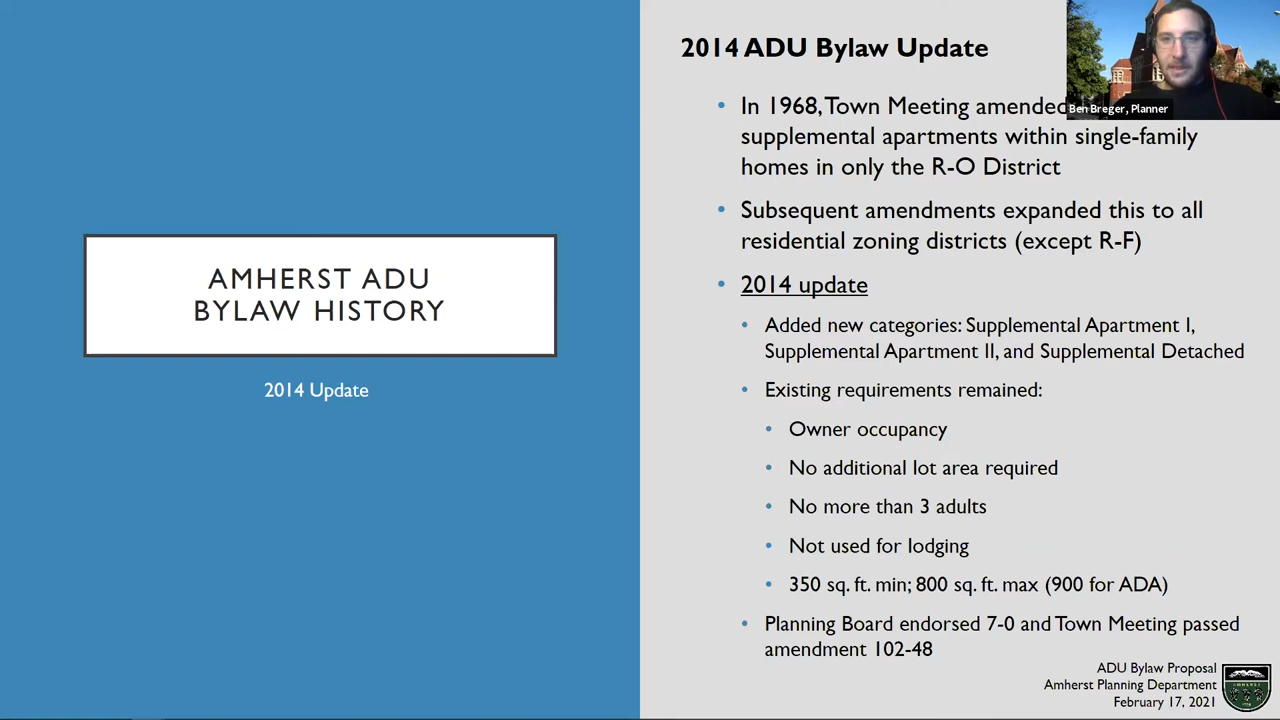 AMHERST ADU
BYLAW HISTORY
2014 Update
2014 ADU Bylaw Update
Ben Breger, Planner
• In 1968, Town Meeting amended
supplemental apartments within single-family
homes in only the R-O District
• Subsequent amendments expanded this to all
residential zoning districts (except R-F)
• 2014 update
• Added new categories: Supplemental Apartment I,
Supplemental Apartment II, and Supplemental Detached
• Existing requirements remained:
• Owner occupancy
• No additional lot area required
• No more than 3 adults
• Not used for lodging
• 350 sq. ft. min; 800 sq. ft. max (900 for ADA)
• Planning Board endorsed 7-0 and Town Meeting passed
amendment 102-48
ADU Bylaw Proposal
Amherst Planning Department
February 17, 2021
AMHERST